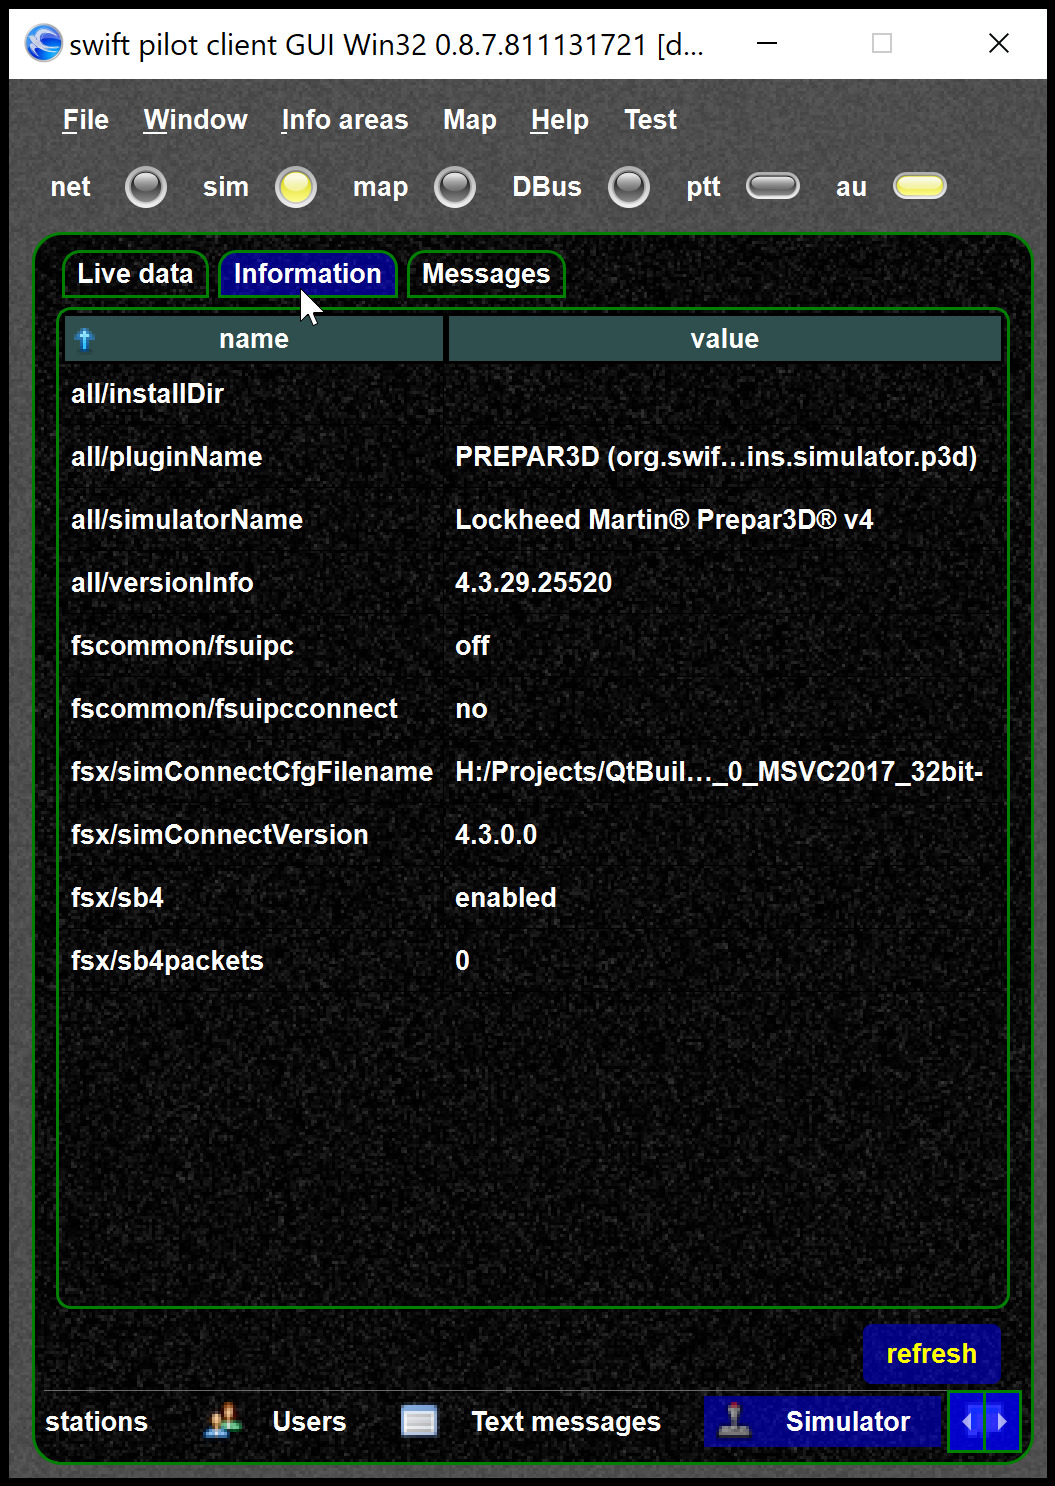 swift pilot client GUI Win32 0.8.7.811131721 [d...
File Window Info areas Map Help Test
net sim map DBus ptt au
Live data Information Messages
name value
all/installDir
all/pluginName PREPAR3D (org.swif...ins.simulator.p3d)
all/simulatorName Lockheed Martin® Prepar3D® v4
all/versionInfo 4.3.29.25520
fscommon/fsuipc off
fscommon/fsuipcconnect no
fsx/simConnectCfgFilename H:/Projects/QtBuil..._0_MSVC2017_32bit-
fsx/simConnectVersion 4.3.0.0
fsx/sb4 enabled
fsx/sb4packets 0
refresh
stations Users Text messages Simulator